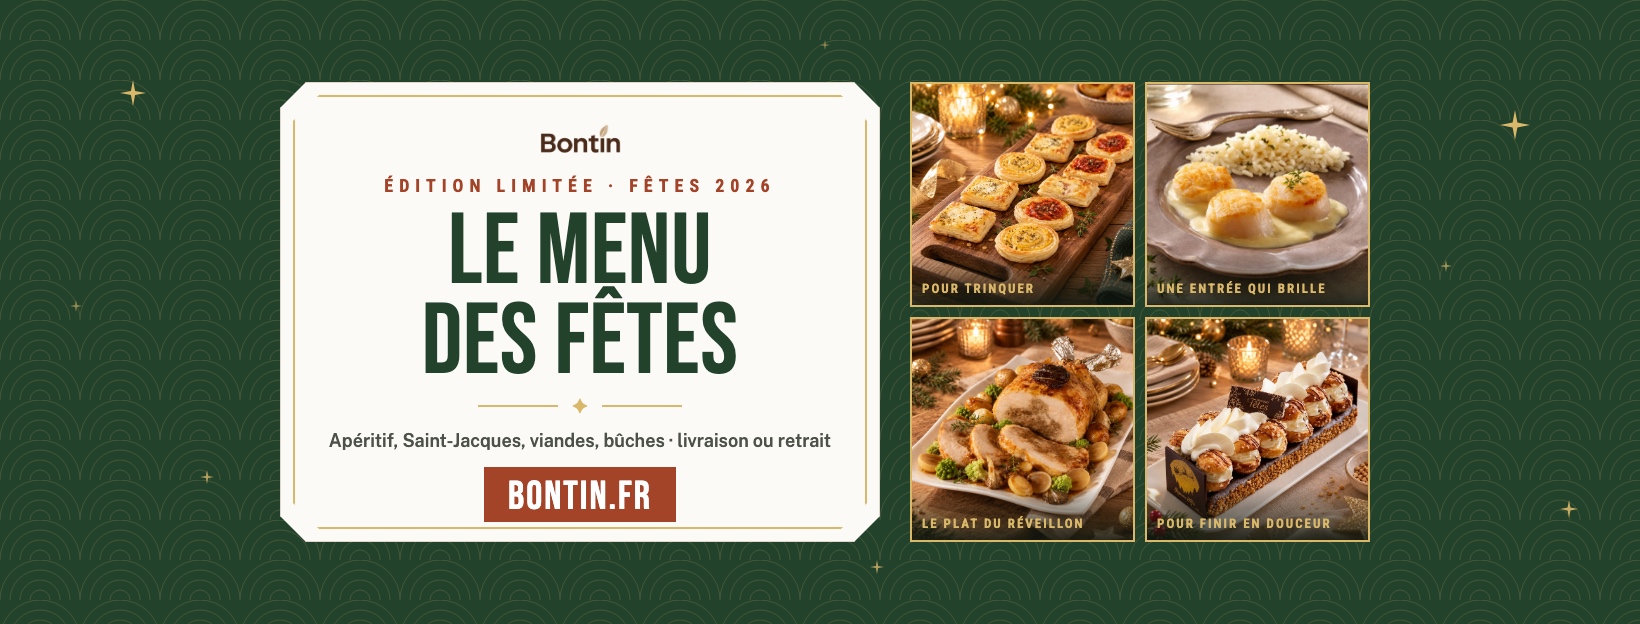 Bontin
ÉDITION LIMITÉE · FÊTES 2026
LE MENU
DES FÊTES
Apéritif, Saint-Jacques, viandes, bûches · livraison ou retrait
BONTIN.FR
POUR TRINQUER
UNE ENTRÉE QUI BRILLE
LE PLAT DU RÉVEILLON
POUR FINIR EN DOUCEUR